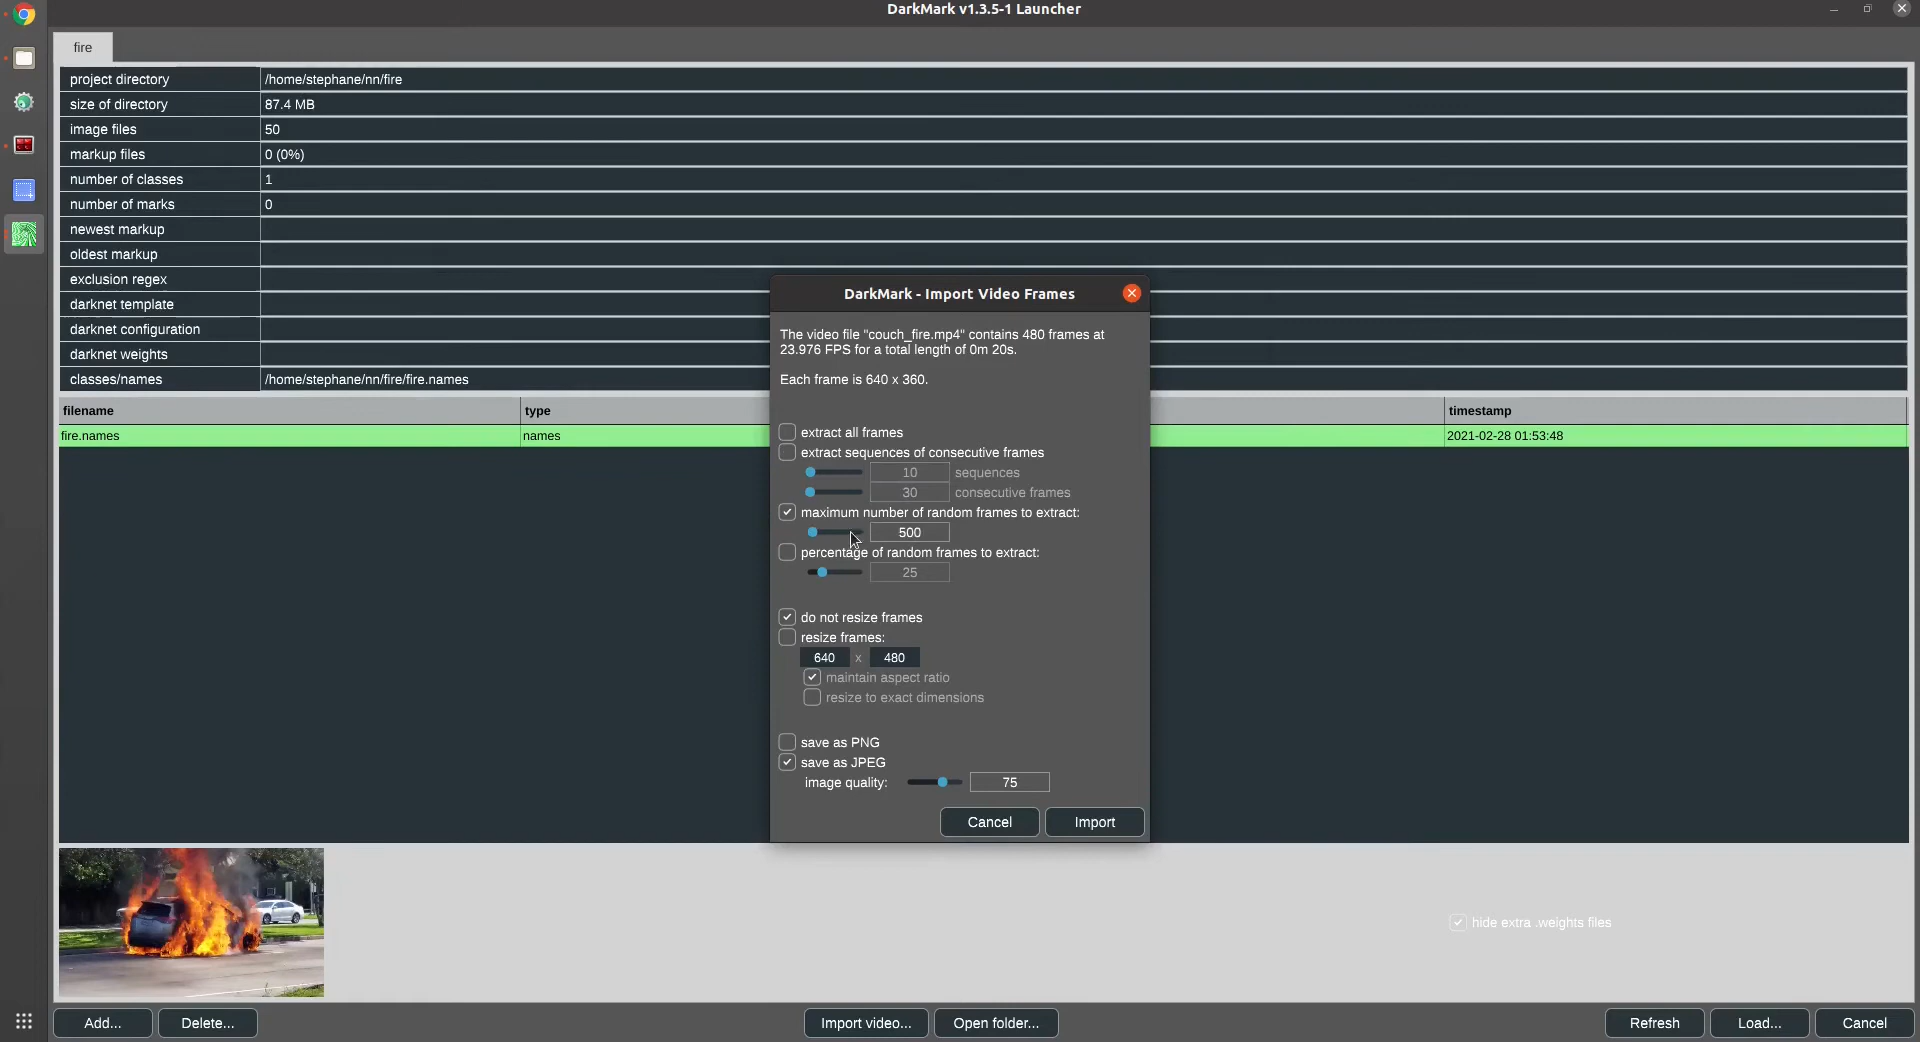 DarkMark v1.3.5-1 Launcher
fire
project directory /home/stephane/nn/fire
size of directory 87.4 MB
image files 50
markup files 0 (0%)
number of classes 1
number of marks 0
newest markup
oldest markup
exclusion regex
darknet template
darknet configuration
darknet weights
classes/names /home/stephane/nn/fire/fire.names
filename type timestamp
fire.names names 2021-02-28 01:53:48
DarkMark - Import Video Frames
The video file "couch_fire.mp4" contains 480 frames at
23.976 FPS for a total length of 0m 20s.
Each frame is 640 x 360.
extract all frames
extract sequences of consecutive frames
10 sequences
30 consecutive frames
maximum number of random frames to extract:
500
percentage of random frames to extract:
25
do not resize frames
resize frames:
640 x 480
maintain aspect ratio
resize to exact dimensions
save as PNG
save as JPEG
image quality: 75
Cancel Import
hide extra .weights files
Add... Delete... Import video... Open folder... Refresh Load... Cancel